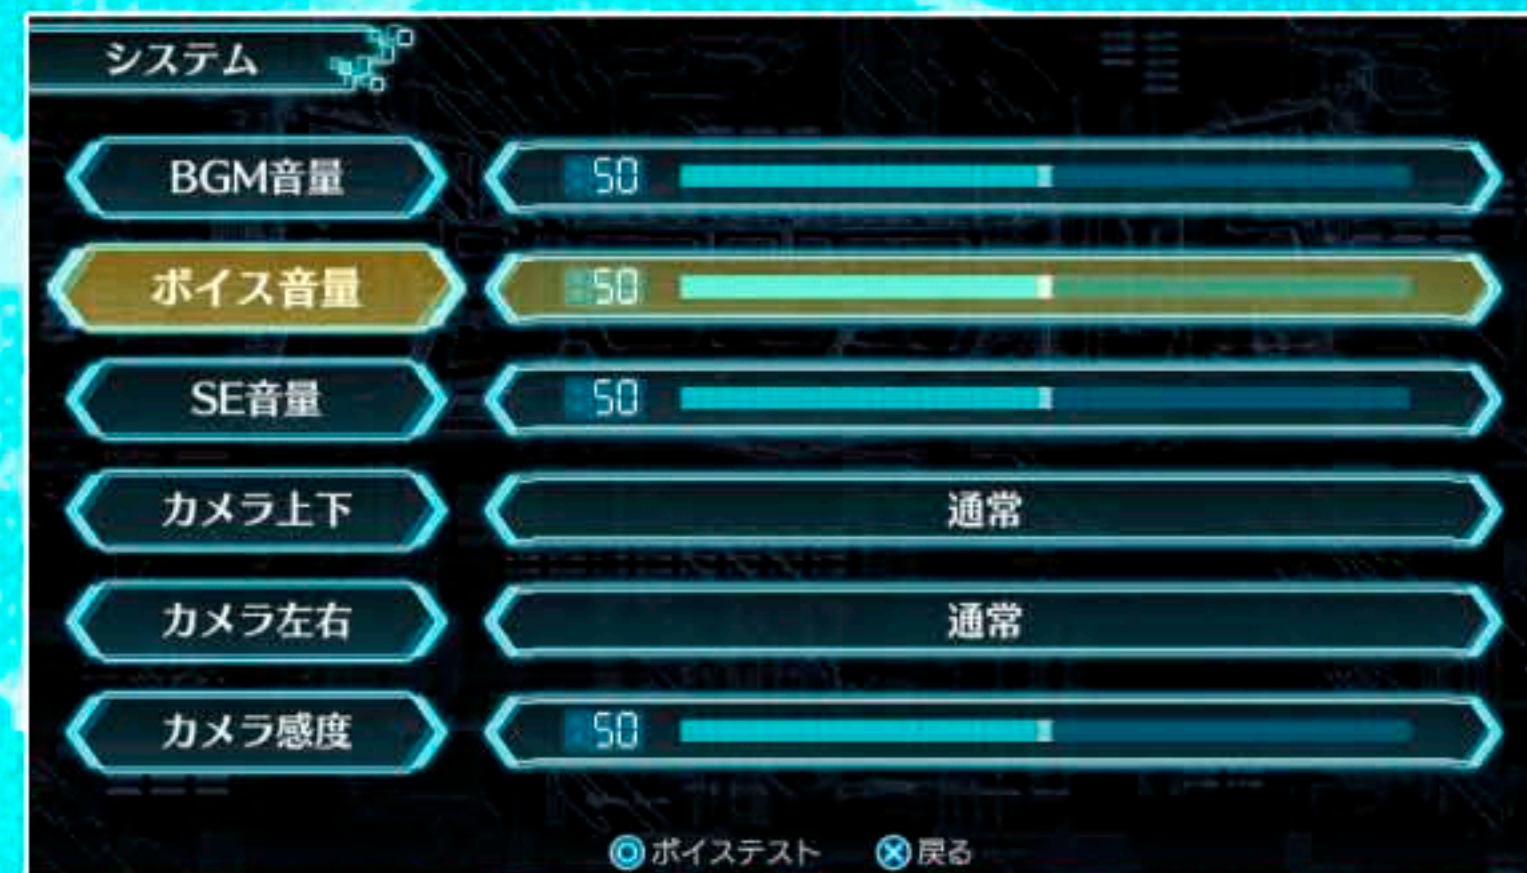 システム
BGM音量 50
ボイス音量 50
SE音量 50
カメラ上下 通常
カメラ左右 通常
カメラ感度 50
ボイステスト 戻る